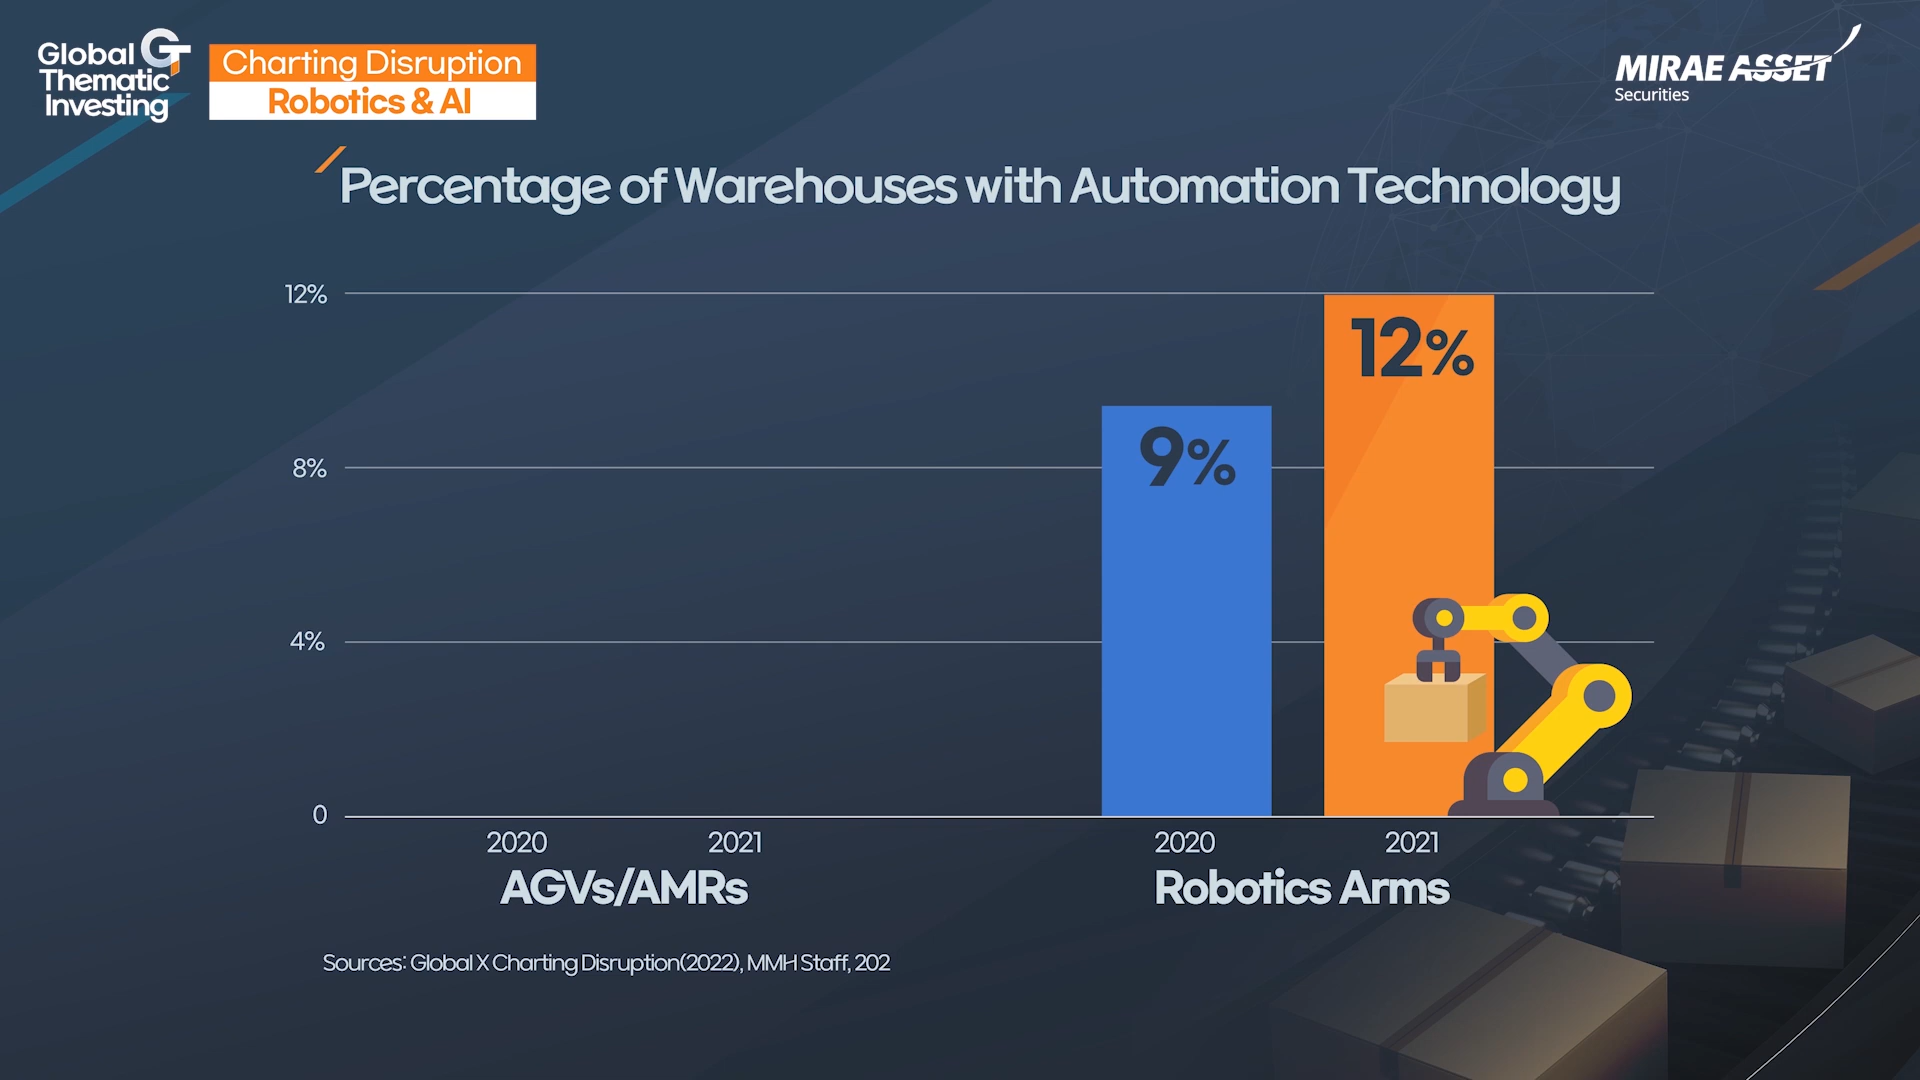 Global
Thematic
Investing
GT
Charting Disruption
Robotics & AI
MIRAE ASSET
Securities
Percentage of Warehouses with Automation Technology
12%
8%
4%
0
9%
12%
2020
2021
2020
2021
AGVs/AMRs
Robotics Arms
Sources: Global X Charting Disruption(2022), MMH Staff, 202